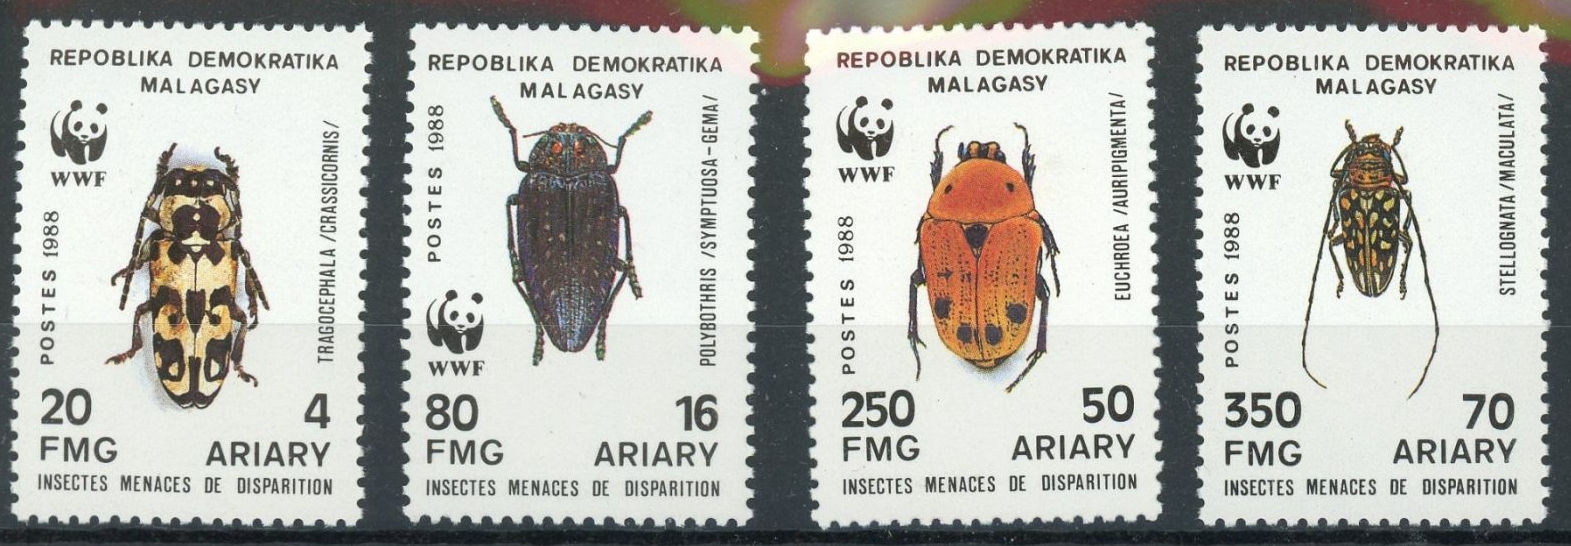 REPOBLIKA DEMOKRATIKA
MALAGASY
WWF
POSTES 1988
TRAGOCEPHALA /CRASSICORNIS/
20 4
FMG ARIARY
INSECTES MENACES DE DISPARITION
REPOBLIKA DEMOKRATIKA
MALAGASY
POSTES 1988
WWF
POLYBOTHRIS /SYMPTUOSA-GEMA/
80 16
FMG ARIARY
INSECTES MENACES DE DISPARITION
REPOBLIKA DEMOKRATIKA
MALAGASY
WWF
POSTES 1988
EUCHROEA /AURIPIGMENTA/
250 50
FMG ARIARY
INSECTES MENACES DE DISPARITION
REPOBLIKA DEMOKRATIKA
MALAGASY
WWF
POSTES 1988
STELLOGNATA /MACULATA/
350 70
FMG ARIARY
INSECTES MENACES DE DISPARITION